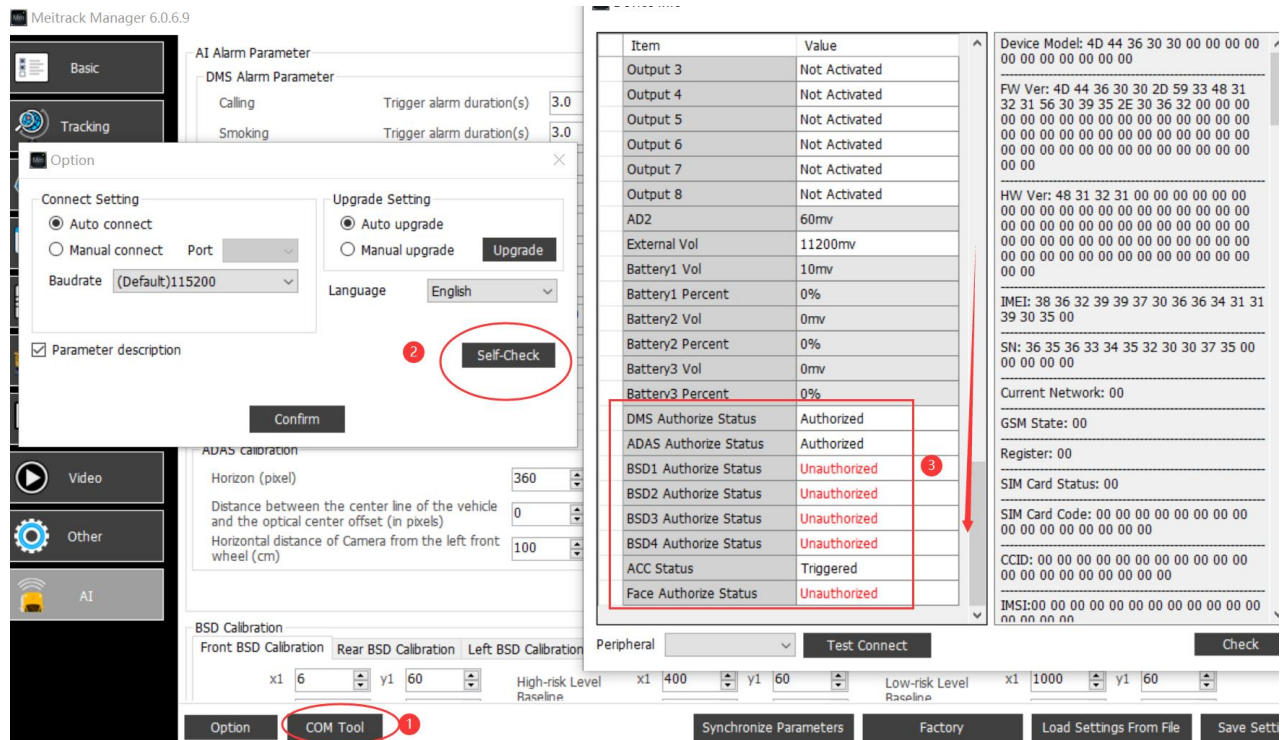 Meitrack Manager 6.0.6.9
Basic
Tracking
Video
Other
AI
AI Alarm Parameter
DMS Alarm Parameter
Calling Trigger alarm duration(s) 3.0
Smoking Trigger alarm duration(s) 3.0
Option
Connect Setting
Auto connect
Manual connect Port
Baudrate (Default)115200
Upgrade Setting
Auto upgrade
Manual upgrade Upgrade
Language English
Parameter description
2
Self-Check
Confirm
ADAS calibration
Horizon (pixel) 360
Distance between the center line of the vehicle
and the optical center offset (in pixels) 0
Horizontal distance of Camera from the left front
wheel (cm) 100
BSD Calibration
Front BSD Calibration Rear BSD Calibration Left BSD Calibration
x1 6 y1 60 High-risk Level
Baseline
x1 400 y1 60 Low-risk Level
Baseline
x1 1000 y1 60
Option COM Tool 1 Synchronize Parameters Factory Load Settings From File Save Setti
Item Value
Output 3 Not Activated
Output 4 Not Activated
Output 5 Not Activated
Output 6 Not Activated
Output 7 Not Activated
Output 8 Not Activated
AD2 60mv
External Vol 11200mv
Battery1 Vol 10mv
Battery1 Percent 0%
Battery2 Vol 0mv
Battery2 Percent 0%
Battery3 Vol 0mv
Battery3 Percent 0%
DMS Authorize Status Authorized
ADAS Authorize Status Authorized
BSD1 Authorize Status Unauthorized
3
BSD2 Authorize Status Unauthorized
BSD3 Authorize Status Unauthorized
BSD4 Authorize Status Unauthorized
ACC Status Triggered
Face Authorize Status Unauthorized
Peripheral Test Connect Check
Device Model: 4D 44 36 30 30 00 00 00 00
00 00 00 00 00 00 00
FW Ver: 4D 44 36 30 30 2D 59 33 48 31
32 31 56 30 39 35 2E 30 36 32 00 00 00
00 00 00 00 00 00 00 00 00 00 00 00 00
00 00 00 00 00 00 00 00 00 00 00 00 00
00 00 00 00 00 00 00 00 00 00 00 00 00
00 00
HW Ver: 48 31 32 31 00 00 00 00 00 00
00 00 00 00 00 00 00 00 00 00 00 00 00
00 00 00 00 00 00 00 00 00 00 00 00 00
00 00 00 00 00 00 00 00 00 00 00 00 00
00 00 00 00 00 00 00 00 00 00 00 00 00
00 00
IMEI: 38 36 32 39 39 37 30 36 36 34 31 31
39 30 35 00
SN: 36 35 36 33 34 35 32 30 30 37 35 00
00 00 00 00
Current Network: 00
GSM State: 00
Register: 00
SIM Card Status: 00
SIM Card Code: 00 00 00 00 00 00 00 00
00 00 00 00 00 00 00 00
CCID: 00 00 00 00 00 00 00 00 00 00 00
00 00 00 00 00 00 00 00 00
IMSI:00 00 00 00 00 00 00 00 00 00 00